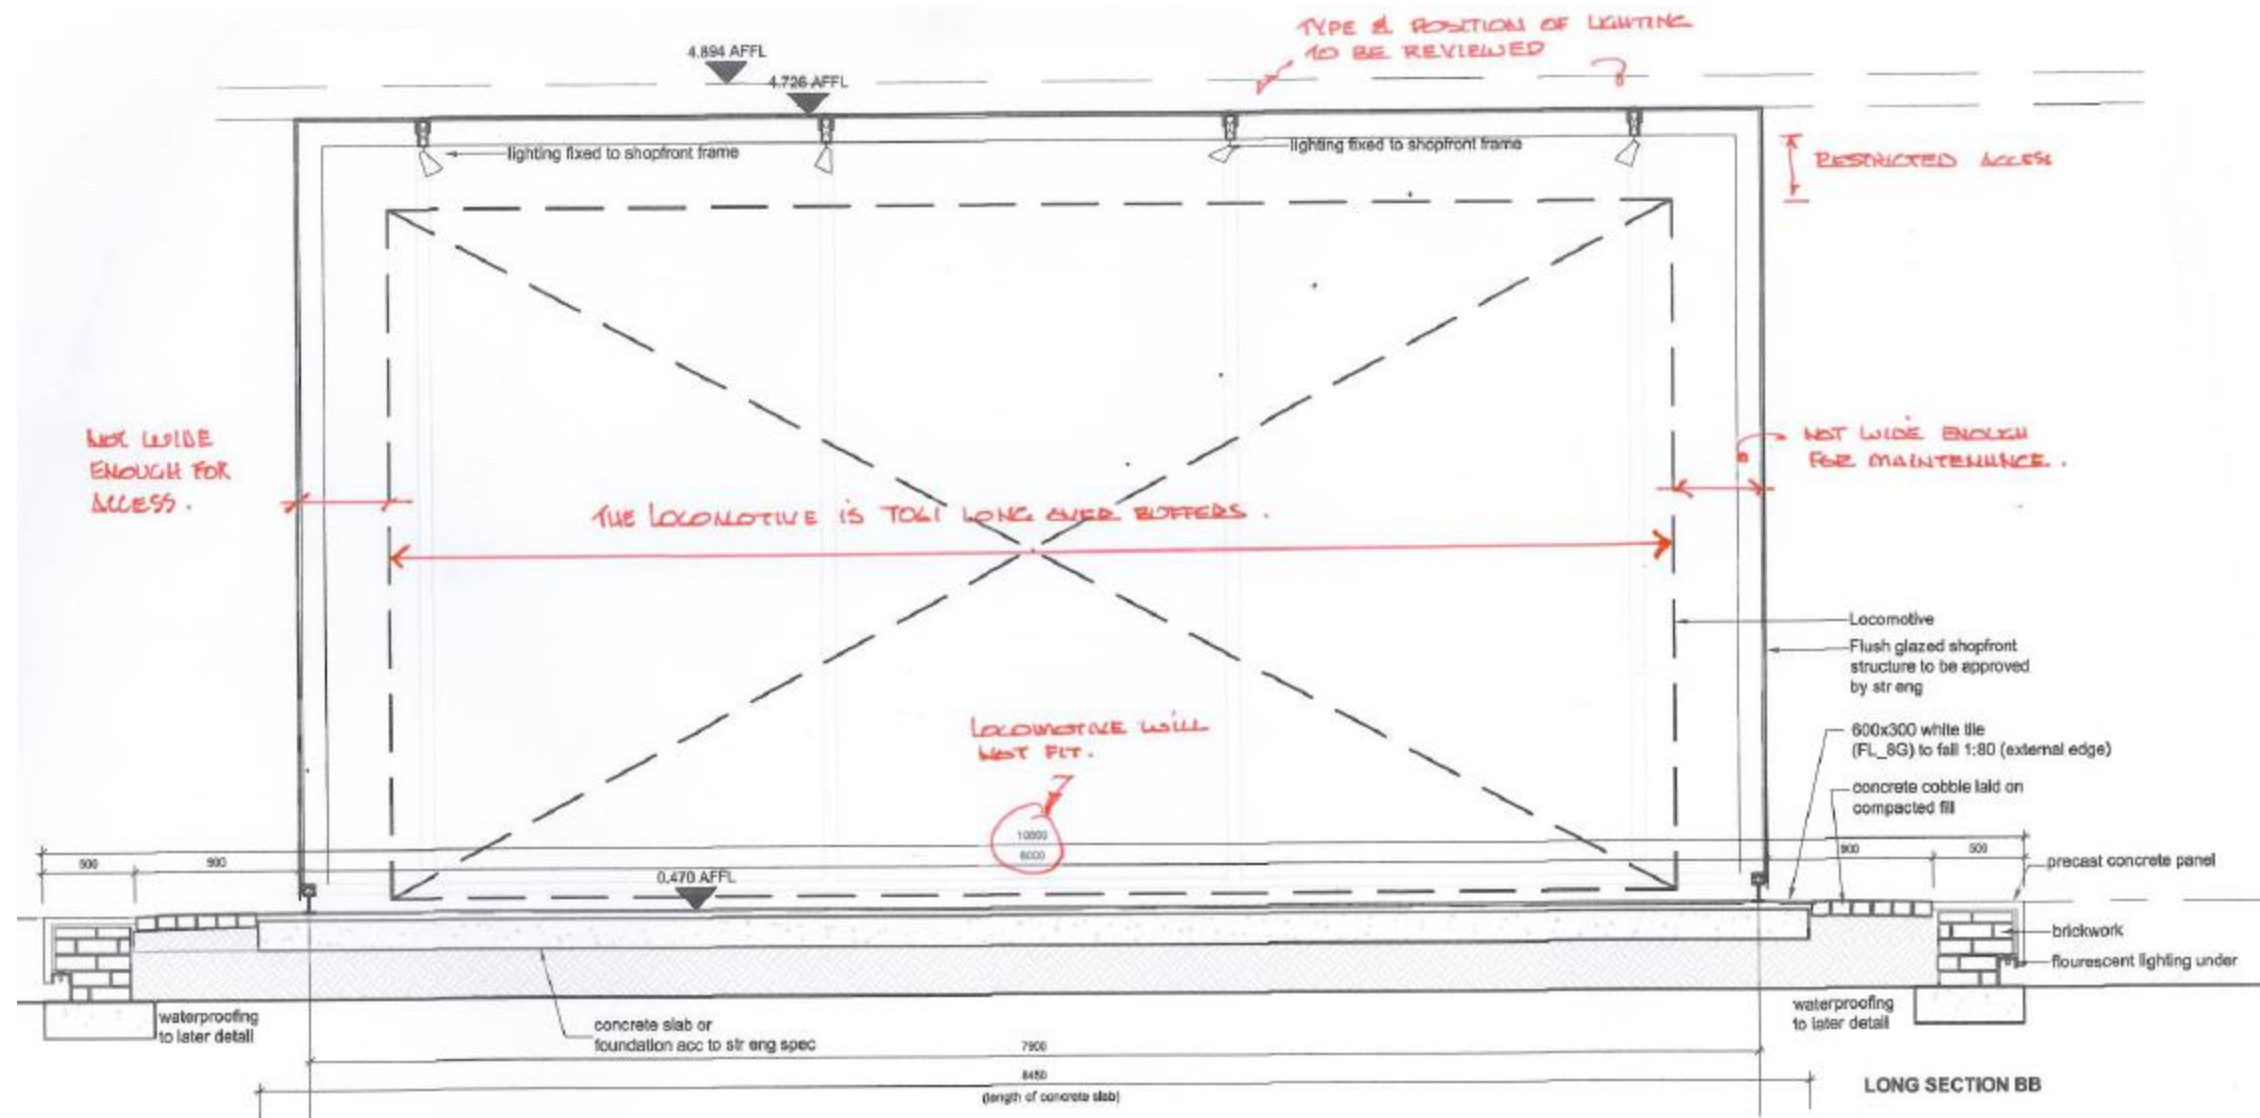 TYPE & POSITION OF LIGHTING
TO BE REVIEWED
4.894 AFFL
4.726 AFFL
lighting fixed to shopfront frame
lighting fixed to shopfront frame
RESTRICTED ACCESS
NOT WIDE
ENOUGH FOR
ACCESS.
NOT WIDE ENOUGH
FOR MAINTENANCE.
THE LOCOMOTIVE IS LONG OVER BUFFERS.
Locomotive
Flush glazed shopfront
structure to be approved
by str eng
LOCOMOTIVE WILL
NOT FIT.
600x300 white tile
(FL_8G) to fall 1:80 (external edge)
concrete cobble laid on
compacted fill
10800
8000
500
900
900
500
precast concrete panel
0.470 AFFL
brickwork
flourescent lighting under
waterproofing
to later detail
concrete slab or
foundation acc to str eng spec
waterproofing
to later detail
7900
8450
(length of concrete slab)
LONG SECTION BB